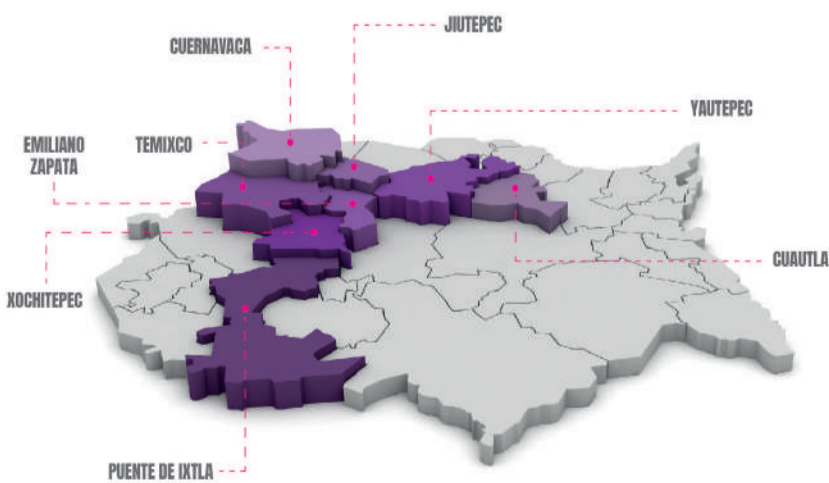 JIUTEPEC
CUERNAVACA
YAUTEPEC
EMILIANO
ZAPATA
TEMIXCO
CUAUTLA
XOCHITEPEC
PUENTE DE IXTLA